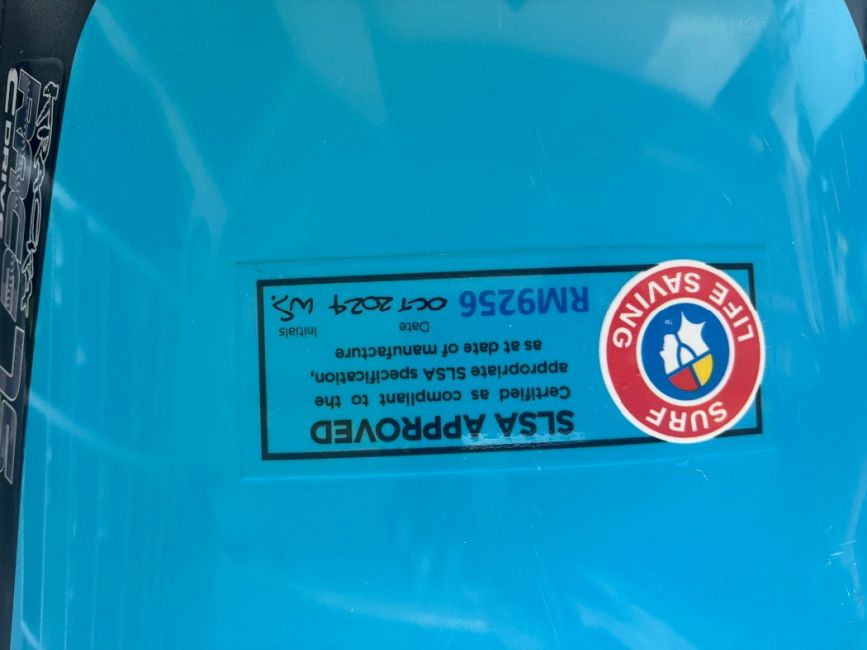 SLSA APPROVED
Certified as compliant to the
appropriate SLSA specification,
as at date of manufacture
Date
Initials
RM9256 OCT 2024 W.S.
SURF
LIFE SAVING
TM